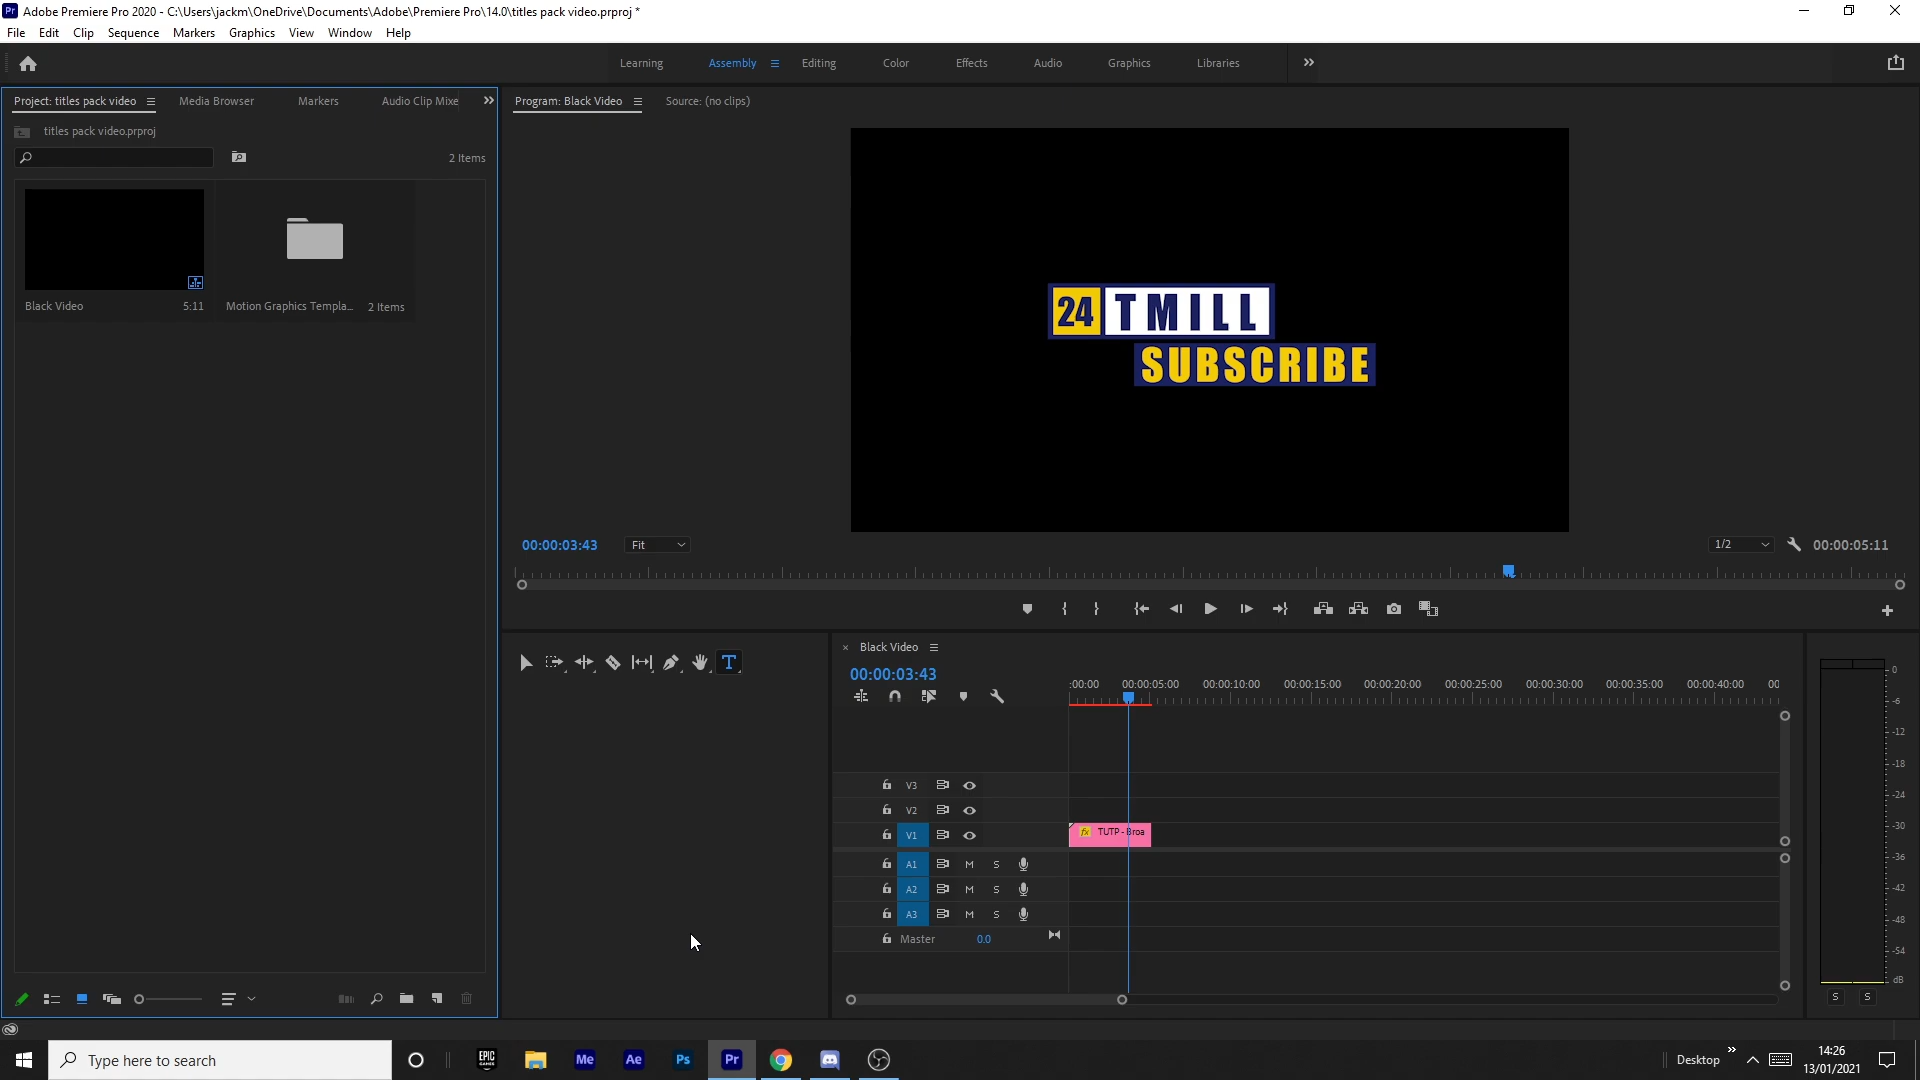 Adobe Premiere Pro 2020 - C:\Users\jackm\OneDrive\Documents\Adobe\Premiere Pro\14.0\titles pack video.prproj *
File Edit Clip Sequence Markers Graphics View Window Help
Learning Assembly Editing Color Effects Audio Graphics Libraries
Project: titles pack video Media Browser Markers Audio Clip Mixe
Program: Black Video Source: (no clips)
titles pack video.prproj
2 Items
Black Video 5:11
Motion Graphics Templa... 2 Items
24 TMILL
SUBSCRIBE
00:00:03:43 Fit 1/2 00:00:05:11
Black Video
00:00:03:43
:00:00 00:00:05:00 00:00:10:00 00:00:15:00 00:00:20:00 00:00:25:00 00:00:30:00 00:00:35:00 00:00:40:00 00
V3
V2
V1 fx TUTP - Broa
A1 M S
A2 M S
A3 M S
Master 0.0
0
-6
-12
-18
-24
-30
-36
-42
-48
-54
dB
S S
Type here to search
EPIC GAMES
Me Ae Ps Pr
Desktop
14:26
13/01/2021